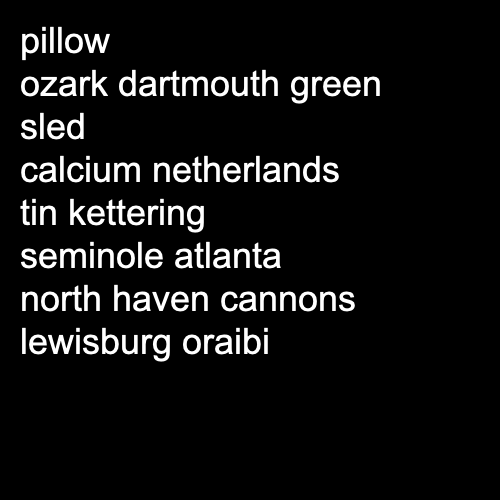 pillow
ozark dartmouth green
sled
calcium netherlands
tin kettering
seminole atlanta
north haven cannons
lewisburg oraibi